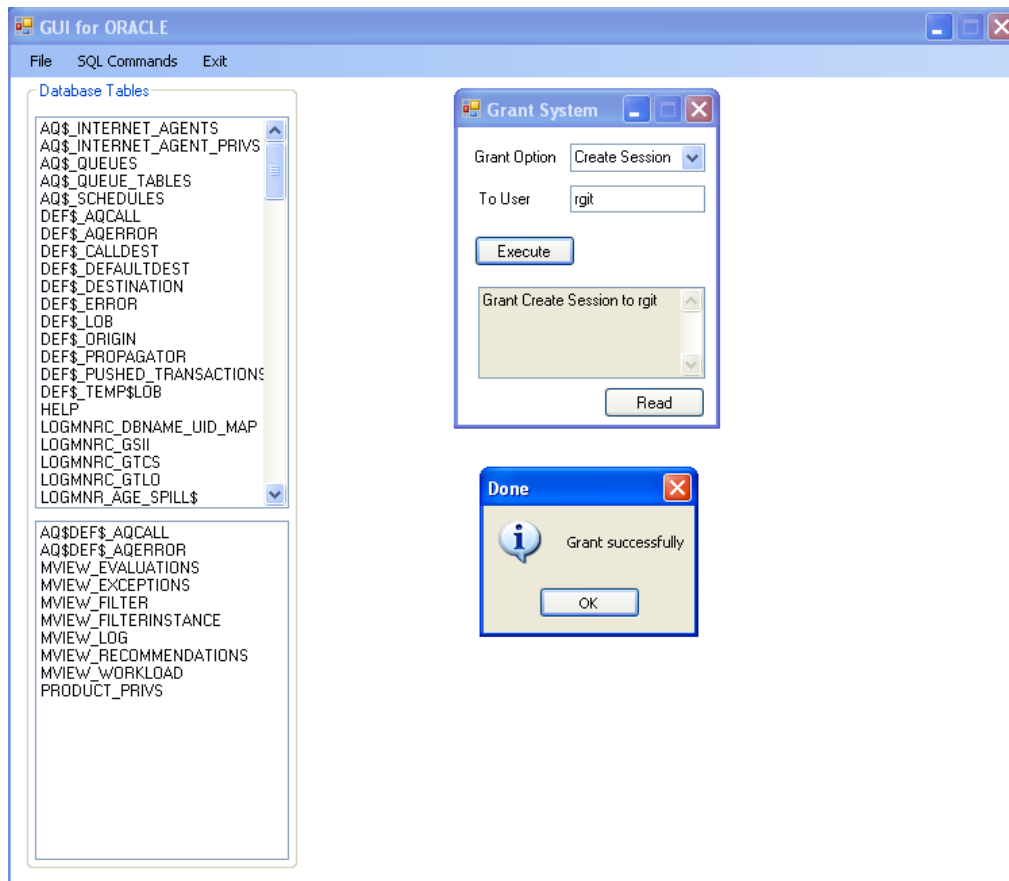 GUI for ORACLE
File SQL Commands Exit
Database Tables
AQ$_INTERNET_AGENTS
AQ$_INTERNET_AGENT_PRIVS
AQ$_QUEUES
AQ$_QUEUE_TABLES
AQ$_SCHEDULES
DEF$_AQCALL
DEF$_AQERROR
DEF$_CALLDEST
DEF$_DEFAULTDEST
DEF$_DESTINATION
DEF$_ERROR
DEF$_LOB
DEF$_ORIGIN
DEF$_PROPAGATOR
DEF$_PUSHED_TRANSACTIONS
DEF$_TEMP$LOB
HELP
LOGMNRC_DBNAME_UID_MAP
LOGMNRC_GSII
LOGMNRC_GTCS
LOGMNRC_GTLO
LOGMNR_AGE_SPILL$
AQ$DEF$_AQCALL
AQ$DEF$_AQERROR
MVIEW_EVALUATIONS
MVIEW_EXCEPTIONS
MVIEW_FILTER
MVIEW_FILTERINSTANCE
MVIEW_LOG
MVIEW_RECOMMENDATIONS
MVIEW_WORKLOAD
PRODUCT_PRIVS
Grant System
Grant Option Create Session
To User rgit
Execute
Grant Create Session to rgit
Read
Done
Grant successfully
OK